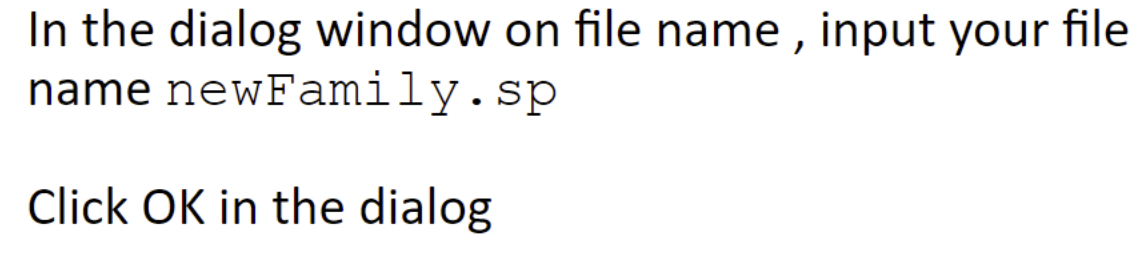 In the dialog window on file name , input your file
name newFamily.sp
Click OK in the dialog